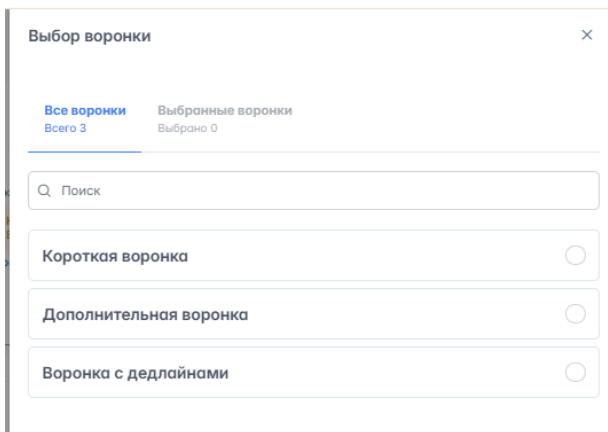 Выбор воронки
Все воронки
Всего 3
Выбранные воронки
Выбрано 0
Поиск
Короткая воронка
Дополнительная воронка
Воронка с дедлайнами